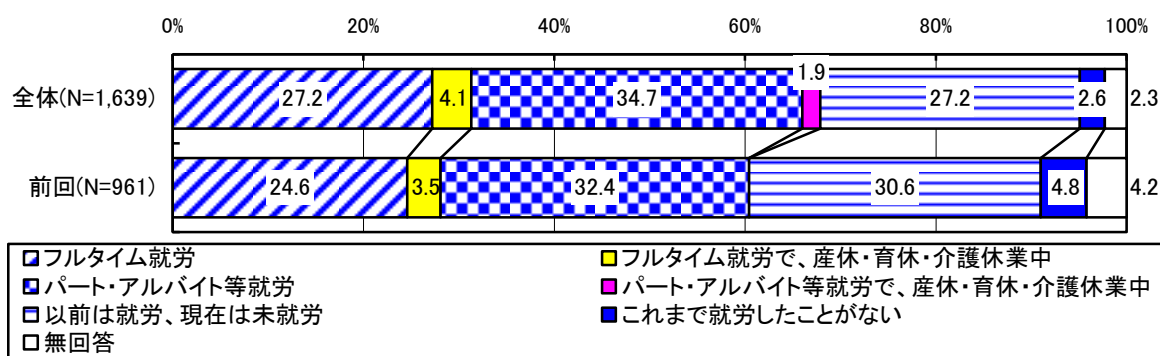 0% 20% 40% 60% 80% 100%
全体(N=1,639) 27.2 4.1 34.7 1.9 27.2 2.6 2.3
前回(N=961) 24.6 3.5 32.4 30.6 4.8 4.2
フルタイム就労 フルタイム就労で、産休・育休・介護休業中
パート・アルバイト等就労 パート・アルバイト等就労で、産休・育休・介護休業中
以前は就労、現在は未就労 これまで就労したことがない
無回答